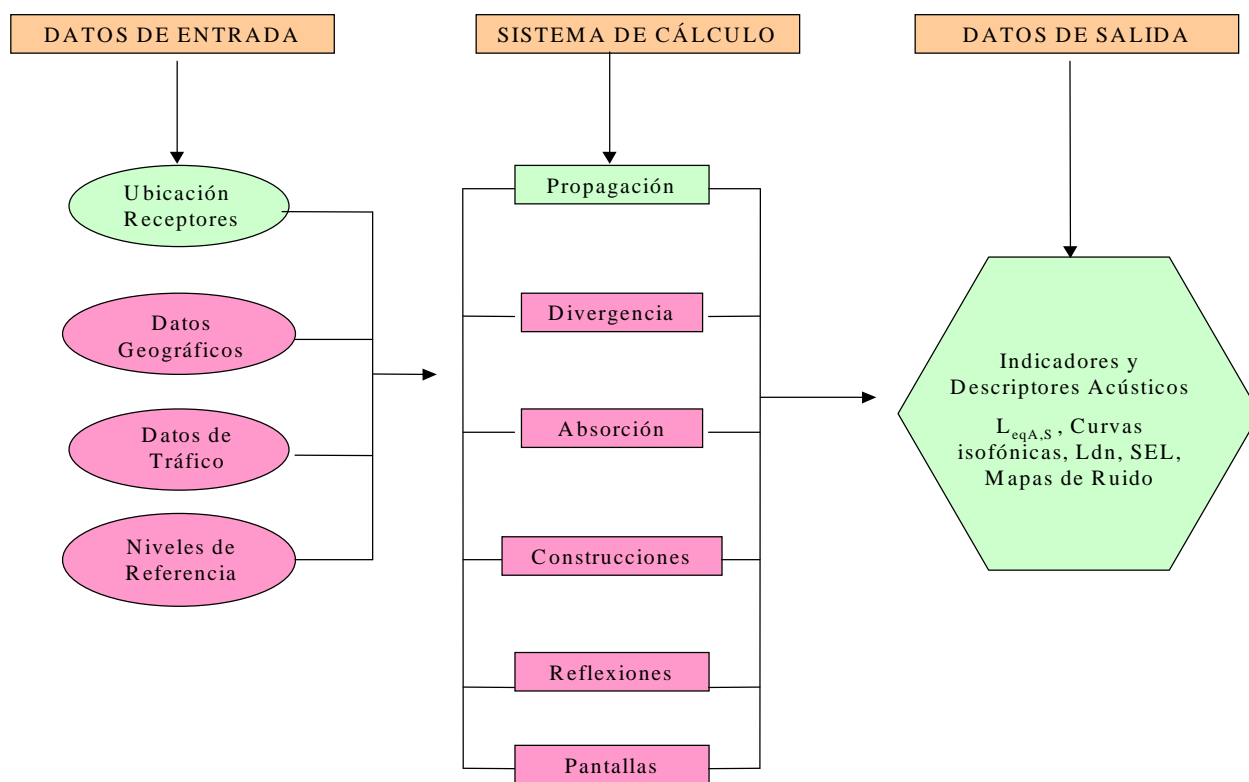 DATOS DE ENTRADA
SISTEMA DE CÁLCULO
DATOS DE SALIDA
Ubicación
Receptores
Datos
Geográficos
Datos de
Tráfico
Niveles de
Referencia
Propagación
Divergencia
Absorción
Construcciones
Reflexiones
Pantallas
Indicadores y
Descriptores Acústicos
LeqA,S , Curvas
isofónicas, Ldn, SEL,
Mapas de Ruido